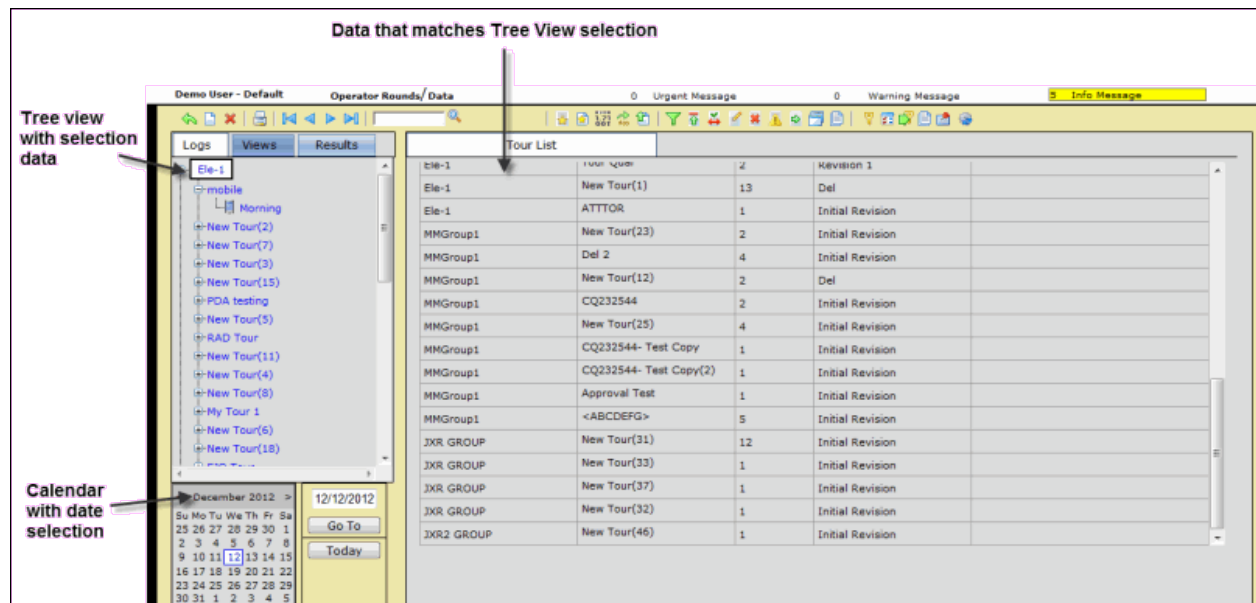 Data that matches Tree View selection
Demo User - Default
Operator Rounds/ Data
0 Urgent Message
0 Warning Message
5 Info Message
Tree view
with selection
data
Logs
Views
Results
Tour List
Ele-1
mobile
Morning
New Tour(2)
New Tour(7)
New Tour(3)
New Tour(15)
PDA testing
New Tour(5)
RAD Tour
New Tour(11)
New Tour(4)
New Tour(8)
My Tour 1
New Tour(6)
New Tour(18)
Ele-1 Tour Qual 2 Revision 1
Ele-1 New Tour(1) 13 Del
Ele-1 ATTTOR 1 Initial Revision
MMGroup1 New Tour(23) 2 Initial Revision
MMGroup1 Del 2 4 Initial Revision
MMGroup1 New Tour(12) 2 Del
MMGroup1 CQ232544 2 Initial Revision
MMGroup1 New Tour(25) 4 Initial Revision
MMGroup1 CQ232544- Test Copy 1 Initial Revision
MMGroup1 CQ232544- Test Copy(2) 1 Initial Revision
MMGroup1 Approval Test 1 Initial Revision
MMGroup1 <ABCDEFG> 5 Initial Revision
JXR GROUP New Tour(31) 12 Initial Revision
JXR GROUP New Tour(33) 1 Initial Revision
JXR GROUP New Tour(37) 1 Initial Revision
JXR GROUP New Tour(32) 1 Initial Revision
JXR2 GROUP New Tour(46) 1 Initial Revision
Calendar
with date
selection
December 2012 >
Su Mo Tu We Th Fr Sa
25 26 27 28 29 30 1
2 3 4 5 6 7 8
9 10 11 12 13 14 15
16 17 18 19 20 21 22
23 24 25 26 27 28 29
30 31 1 2 3 4 5
12/12/2012
Go To
Today